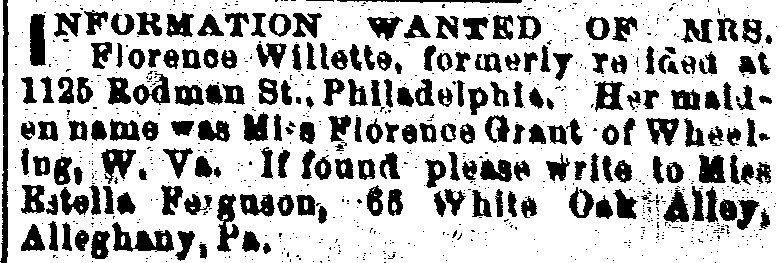 INFORMATION WANTED OF MRS.
Florence Willette, formerly resided at
1125 Rodman St., Philadelphia. Her maid-
en name was Miss Florence Grant of Wheel-
ing, W. Va. If found please write to Miss
Estella Ferguson, 65 White Oak Alley,
Alleghany, Pa.